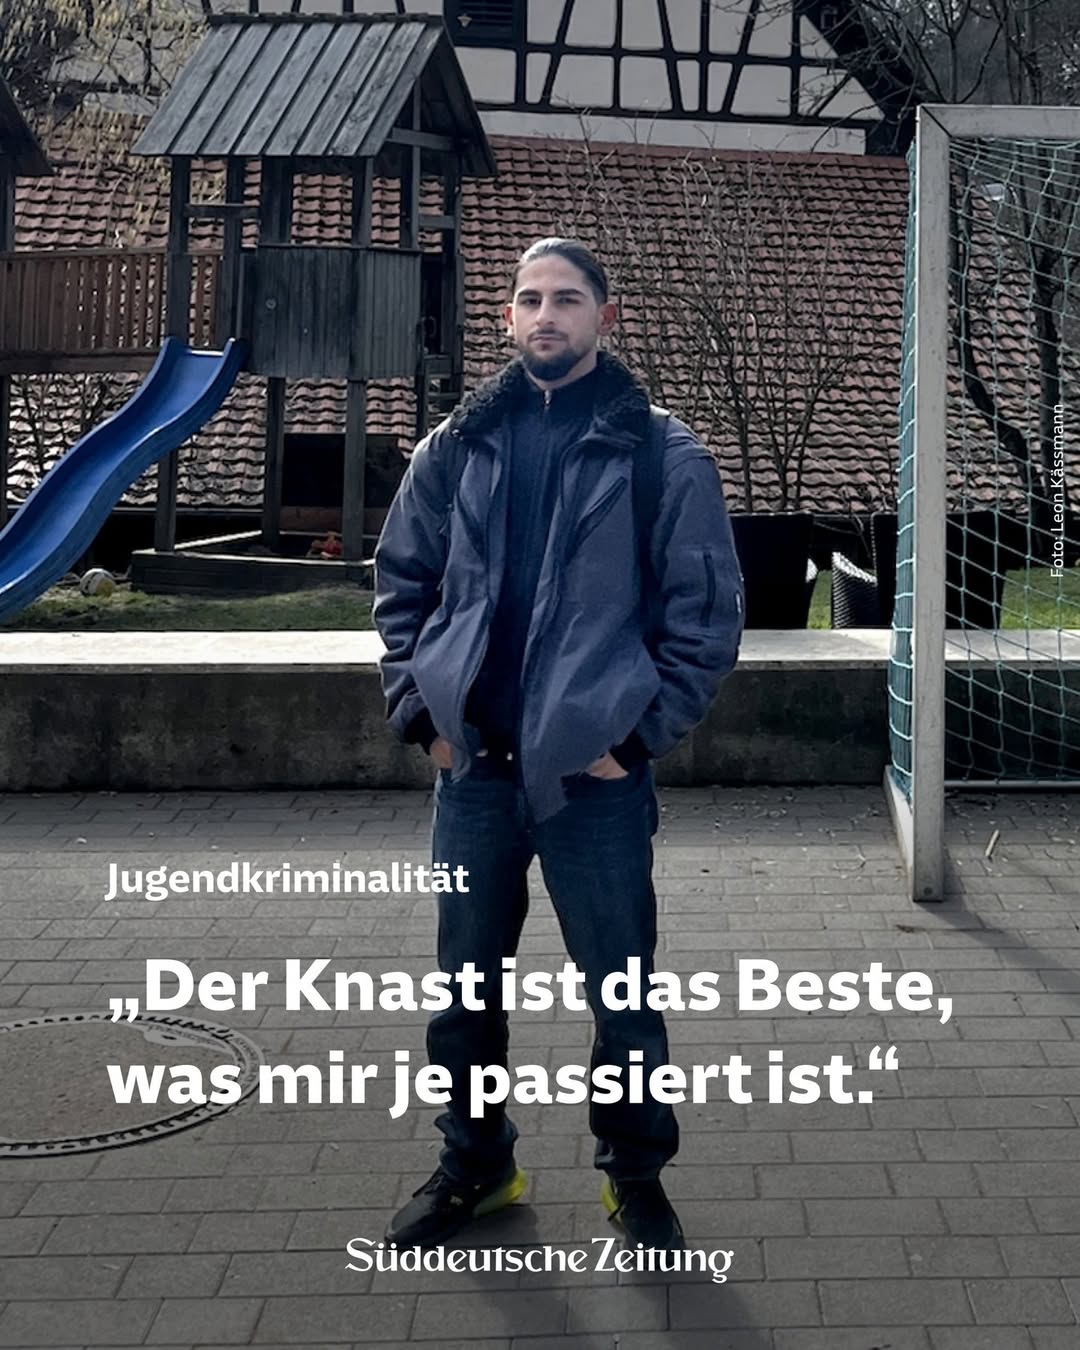 Foto: Leon Kässmann
Jugendkriminalität
„Der Knast ist das Beste,
was mir je passiert ist.“
Süddeutsche Zeitung